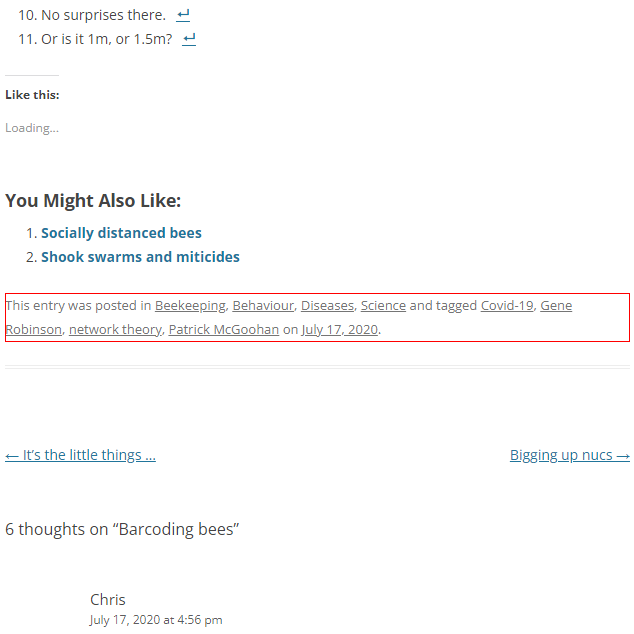 10. No surprises there. ↵
11. Or is it 1m, or 1.5m? ↵
Like this:
Loading...
You Might Also Like:
1. Socially distanced bees
2. Shook swarms and miticides
This entry was posted in Beekeeping, Behaviour, Diseases, Science and tagged Covid-19, Gene
Robinson, network theory, Patrick McGoohan on July 17, 2020.
← It’s the little things …
Bigging up nucs →
6 thoughts on “Barcoding bees”
Chris
July 17, 2020 at 4:56 pm